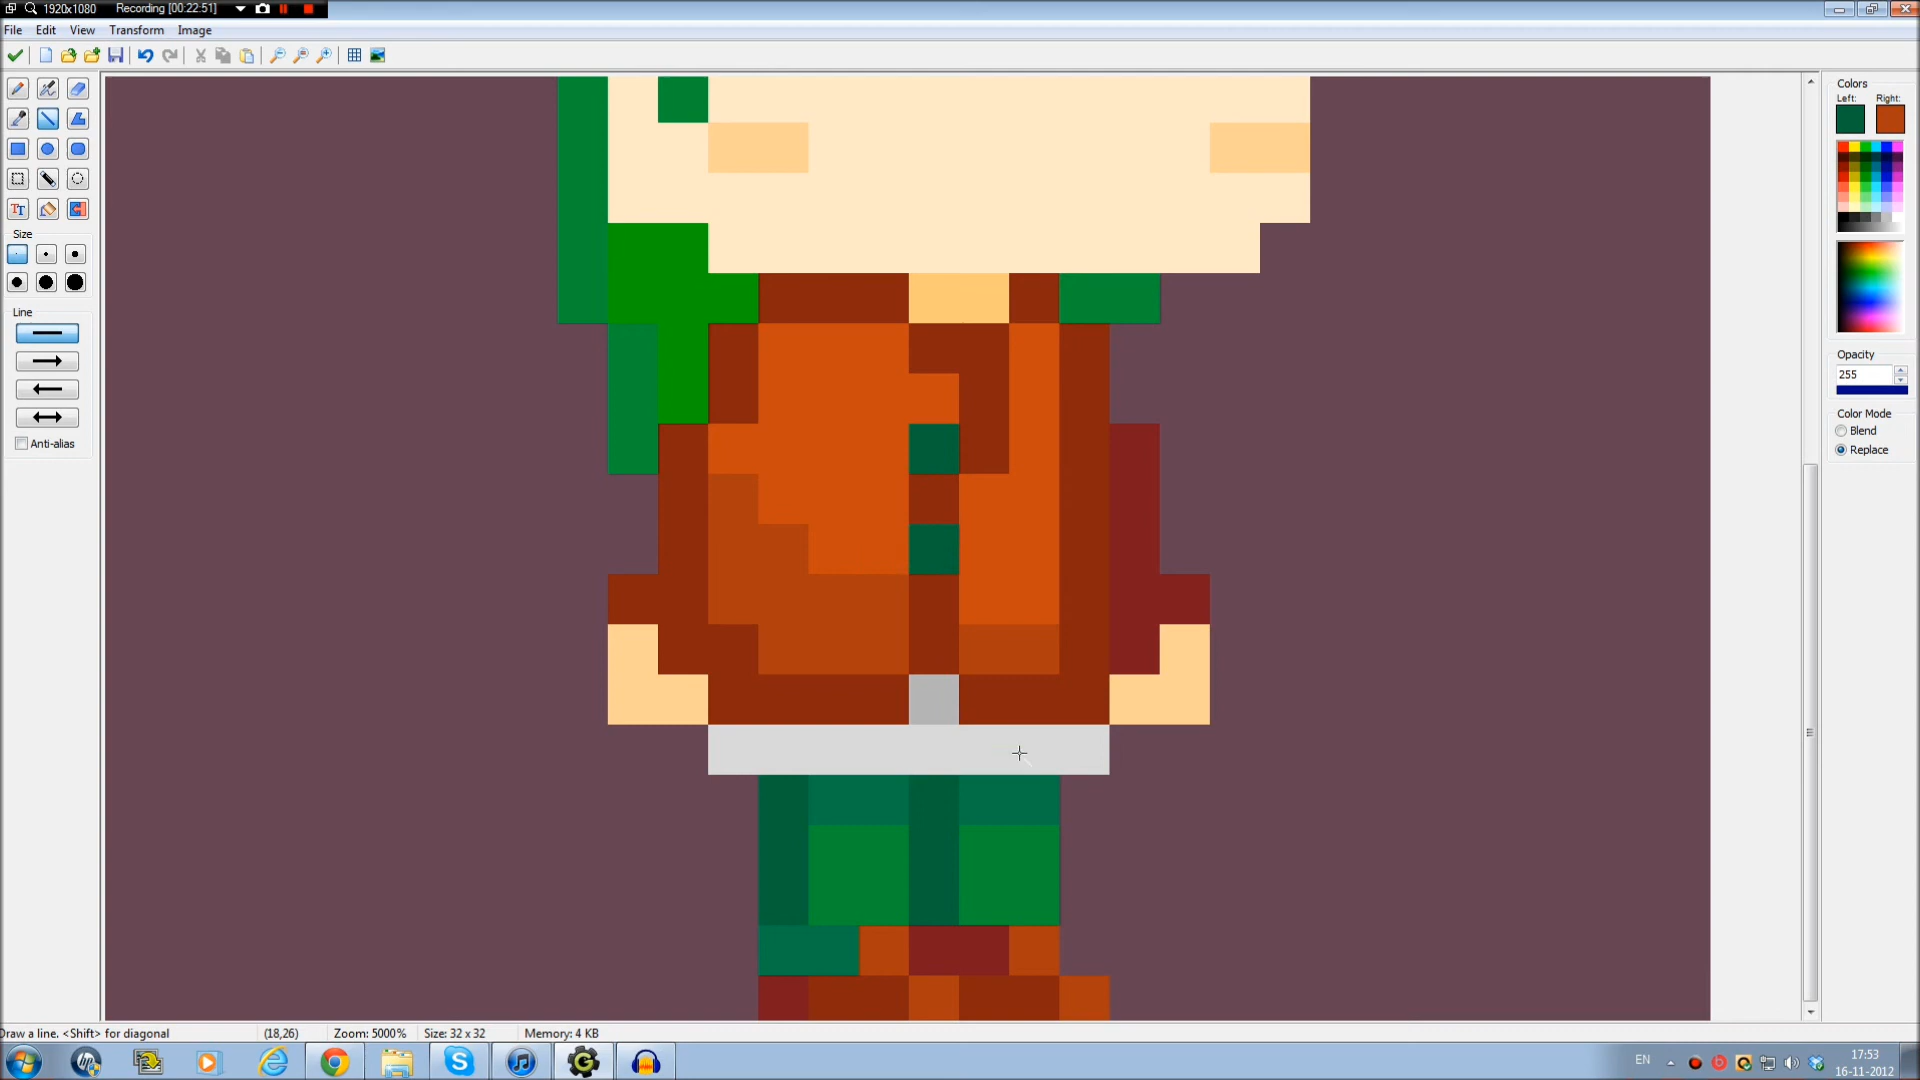 1920x1080 Recording [00:22:51]
File Edit View Transform Image
Colors
Left: Right:
TT
Size
Line
Opacity
255
Color Mode
Anti-alias
Blend
Replace
Draw a line. <Shift> for diagonal (18,26) Zoom: 5000% Size: 32 x 32 Memory: 4 KB
EN 17:53
16-11-2012